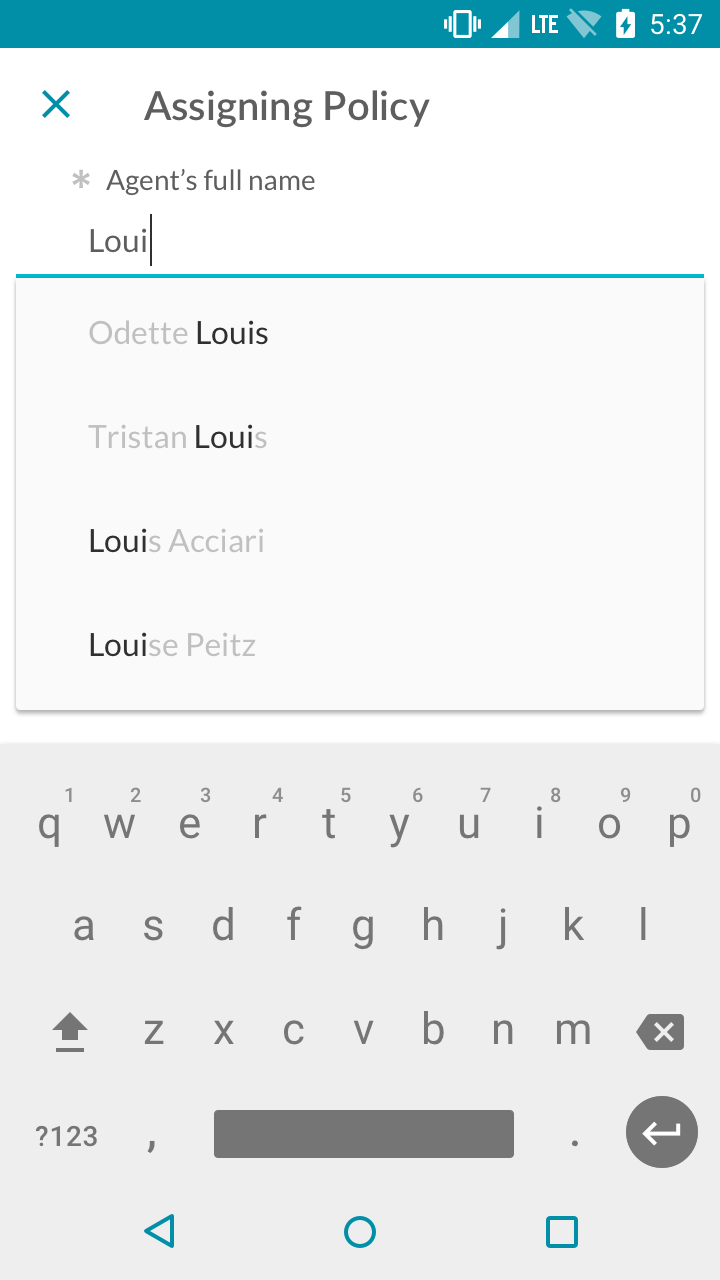 LTE 5:37
Assigning Policy
* Agent’s full name
Loui
Odette Louis
Tristan Louis
Louis Acciari
Louise Peitz
1 2 3 4 5 6 7 8 9 0
q w e r t y u i o p
a s d f g h j k l
z x c v b n m
?123 , .